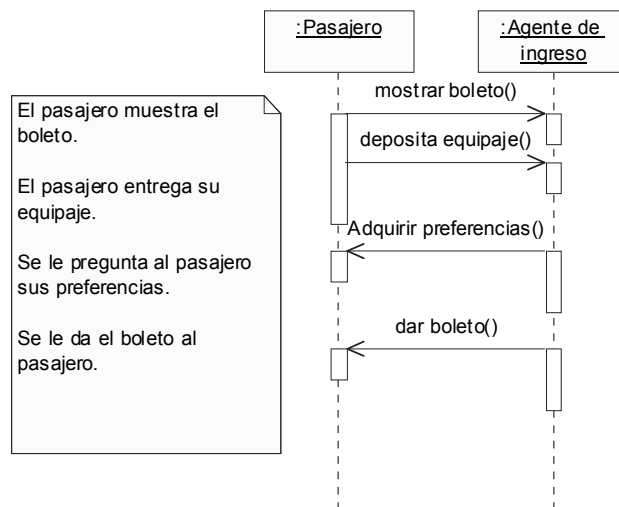 :Pasajero
:Agente de
ingreso
El pasajero muestra el
boleto.
El pasajero entrega su
equipaje.
Se le pregunta al pasajero
sus preferencias.
Se le da el boleto al
pasajero.
mostrar boleto()
deposita equipaje()
Adquirir preferencias()
dar boleto()